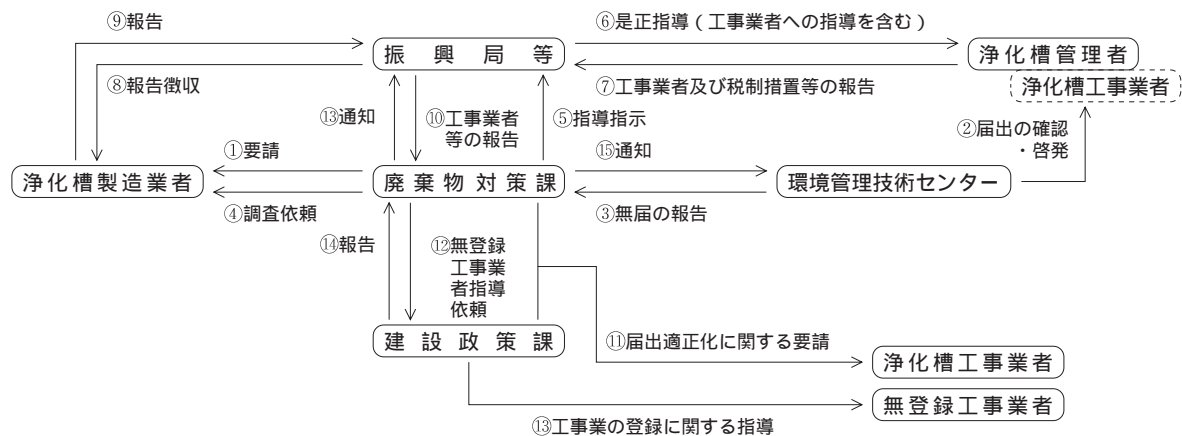 ⑨報告
⑥是正指導(工事業者への指導を含む)
振興局等
浄化槽管理者
⑧報告徴収
⑦工事業者及び税制措置等の報告
浄化槽工事業者
⑬通知
⑩工事業者
等の報告
⑤指導指示
②届出の確認
・啓発
①要請
⑮通知
浄化槽製造業者
廃棄物対策課
環境管理技術センター
④調査依頼
③無届の報告
⑭報告
⑫無登録
工事業
者指導
依頼
建設政策課
⑪届出適正化に関する要請
浄化槽工事業者
無登録工事業者
⑬工事業の登録に関する指導